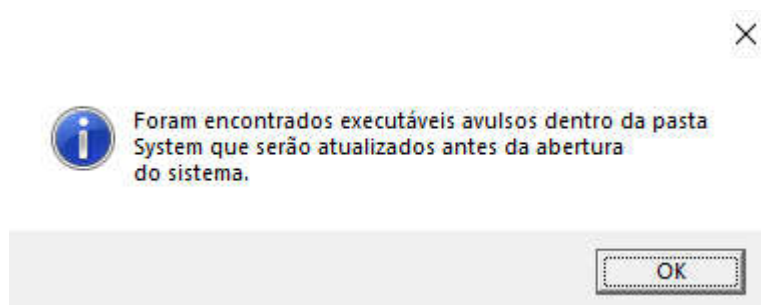 Foram encontrados executáveis avulsos dentro da pasta
System que serão atualizados antes da abertura
do sistema.
OK